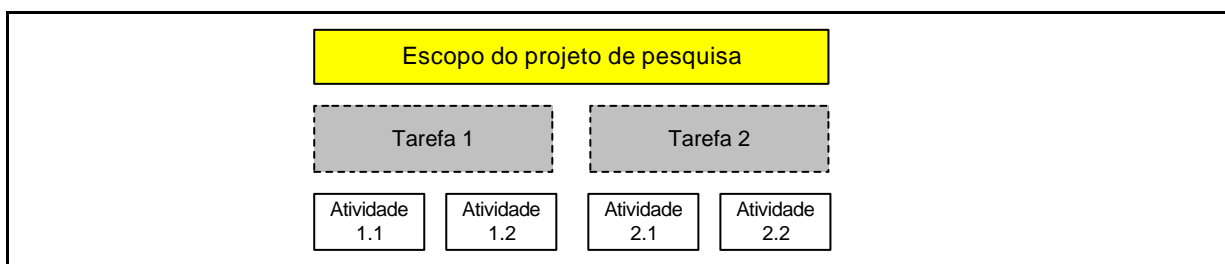 Escopo do projeto de pesquisa
Tarefa 1
Tarefa 2
Atividade
1.1
Atividade
1.2
Atividade
2.1
Atividade
2.2